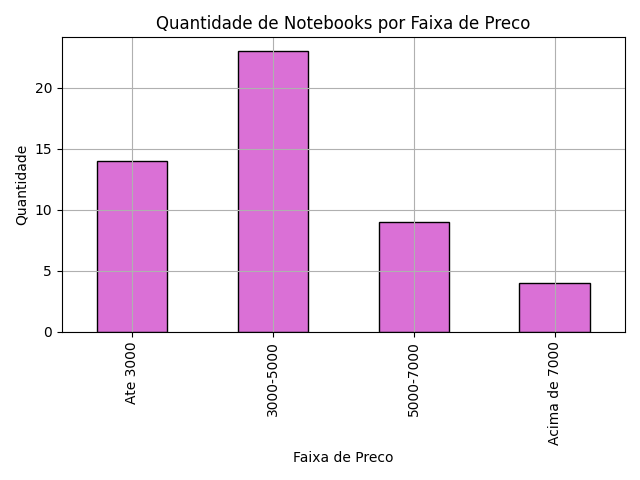 Quantidade de Notebooks por Faixa de Preco
Quantidade
20
15
10
5
0
Ate 3000
3000-5000
5000-7000
Acima de 7000
Faixa de Preco